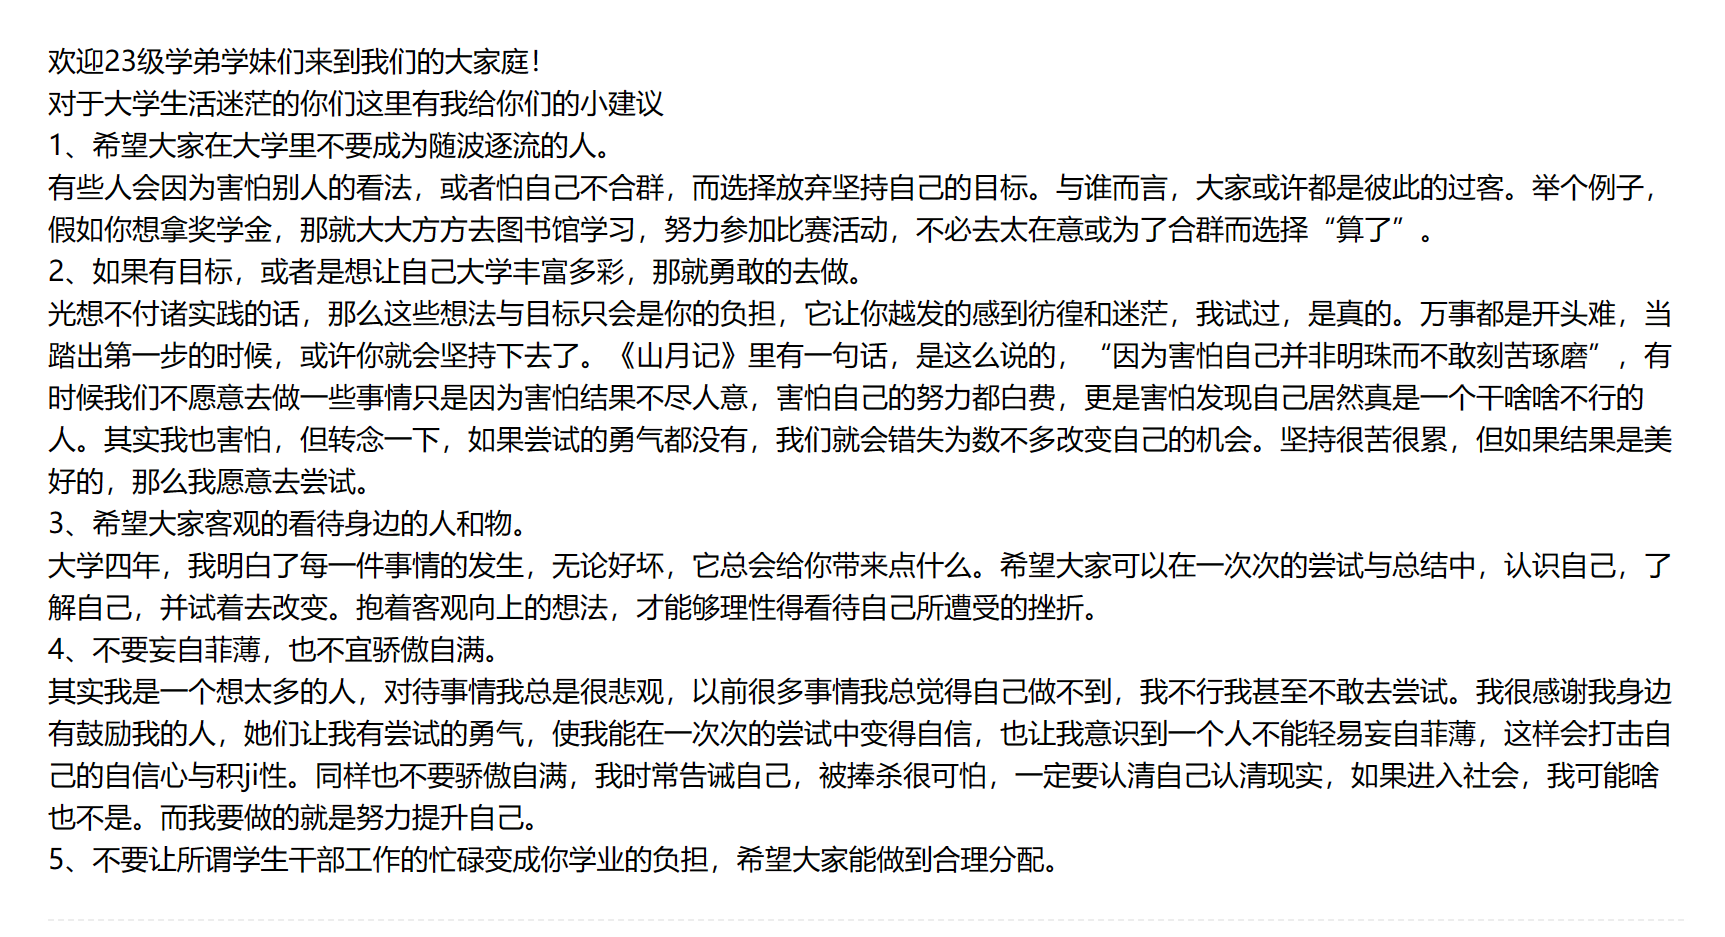 欢迎23级学弟学妹们来到我们的大家庭！
对于大学生活迷茫的你们这里有我给你们的小建议
1、希望大家在大学里不要成为随波逐流的人。
有些人会因为害怕别人的看法，或者怕自己不合群，而选择放弃坚持自己的目标。与谁而言，大家或许都是彼此的过客。举个例子，
假如你想拿奖学金，那就大大方方去图书馆学习，努力参加比赛活动，不必去太在意或为了合群而选择“算了”。
2、如果有目标，或者是想让自己大学丰富多彩，那就勇敢的去做。
光想不付诸实践的话，那么这些想法与目标只会是你的负担，它让你越发的感到彷徨和迷茫，我试过，是真的。万事都是开头难，当
踏出第一步的时候，或许你就会坚持下去了。《山月记》里有一句话，是这么说的，“因为害怕自己并非明珠而不敢刻苦琢磨”，有
时候我们不愿意去做一些事情只是因为害怕结果不尽人意，害怕自己的努力都白费，更是害怕发现自己居然真是一个干啥啥不行的
人。其实我也害怕，但转念一下，如果尝试的勇气都没有，我们就会错失为数不多改变自己的机会。坚持很苦很累，但如果结果是美
好的，那么我愿意去尝试。
3、希望大家客观的看待身边的人和物。
大学四年，我明白了每一件事情的发生，无论好坏，它总会给你带来点什么。希望大家可以在一次次的尝试与总结中，认识自己，了
解自己，并试着去改变。抱着客观向上的想法，才能够理性得看待自己所遭受的挫折。
4、不要妄自菲薄，也不宜骄傲自满。
其实我是一个想太多的人，对待事情我总是很悲观，以前很多事情我总觉得自己做不到，我不行我甚至不敢去尝试。我很感谢我身边
有鼓励我的人，她们让我有尝试的勇气，使我能在一次次的尝试中变得自信，也让我意识到一个人不能轻易妄自菲薄，这样会打击自
己的自信心与积ji性。同样也不要骄傲自满，我时常告诫自己，被捧杀很可怕，一定要认清自己认清现实，如果进入社会，我可能啥
也不是。而我要做的就是努力提升自己。
5、不要让所谓学生干部工作的忙碌变成你学业的负担，希望大家能做到合理分配。